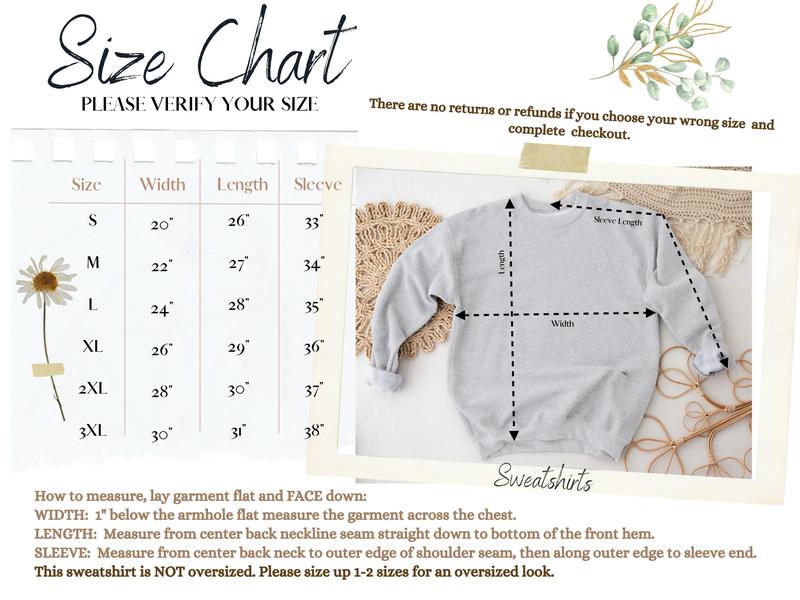 Size Chart
PLEASE VERIFY YOUR SIZE
There are no returns or refunds if you choose your wrong size and
complete checkout.
Size Width Length Sleeve
S 20" 26" 33"
M 22" 27" 34"
L 24" 28" 35"
XL 26" 29" 36"
2XL 28" 30" 37"
3XL 30" 31" 38"
Sleeve Length
Length
Width
Sweatshirts
How to measure, lay garment flat and FACE down:
WIDTH: 1" below the armhole flat measure the garment across the chest.
LENGTH: Measure from center back neckline seam straight down to bottom of the front hem.
SLEEVE: Measure from center back neck to outer edge of shoulder seam, then along outer edge to sleeve end.
This sweatshirt is NOT oversized. Please size up 1-2 sizes for an oversized look.